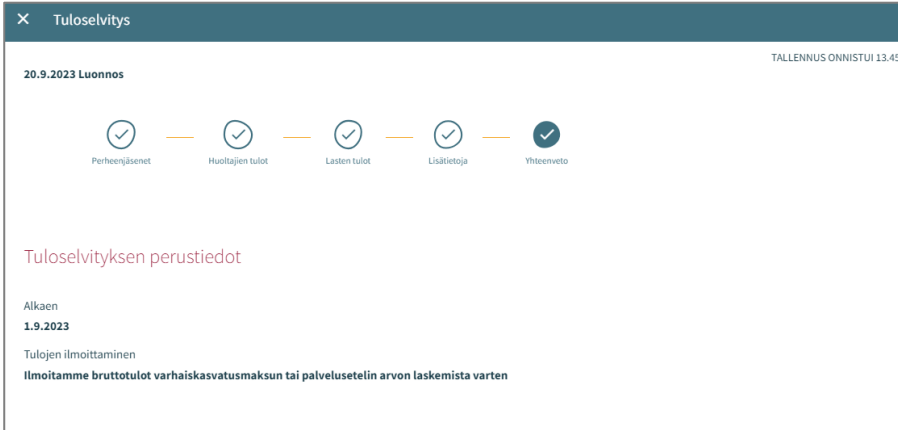 Tuloselvitys
TALLENNUS ONNISTUI 13.45
20.9.2023 Luonnos
Perheenjäsenet
Huoltajien tulot
Lasten tulot
Lisätietoja
Yhteenveto
Tuloselvityksen perustiedot
Alkaen
1.9.2023
Tulojen ilmoittaminen
Ilmoitamme bruttotulot varhaiskasvatusmaksun tai palvelusetelin arvon laskemista varten